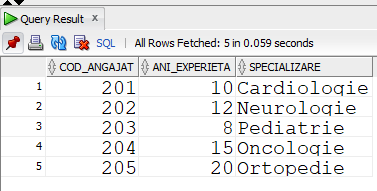 Query Result
SQL | All Rows Fetched: 5 in 0.059 seconds
COD_ANGAJAT ANI_EXPERIETA SPECIALIZARE
1 201 10 Cardiologie
2 202 12 Neurologie
3 203 8 Pediatrie
4 204 15 Oncologie
5 205 20 Ortopedie